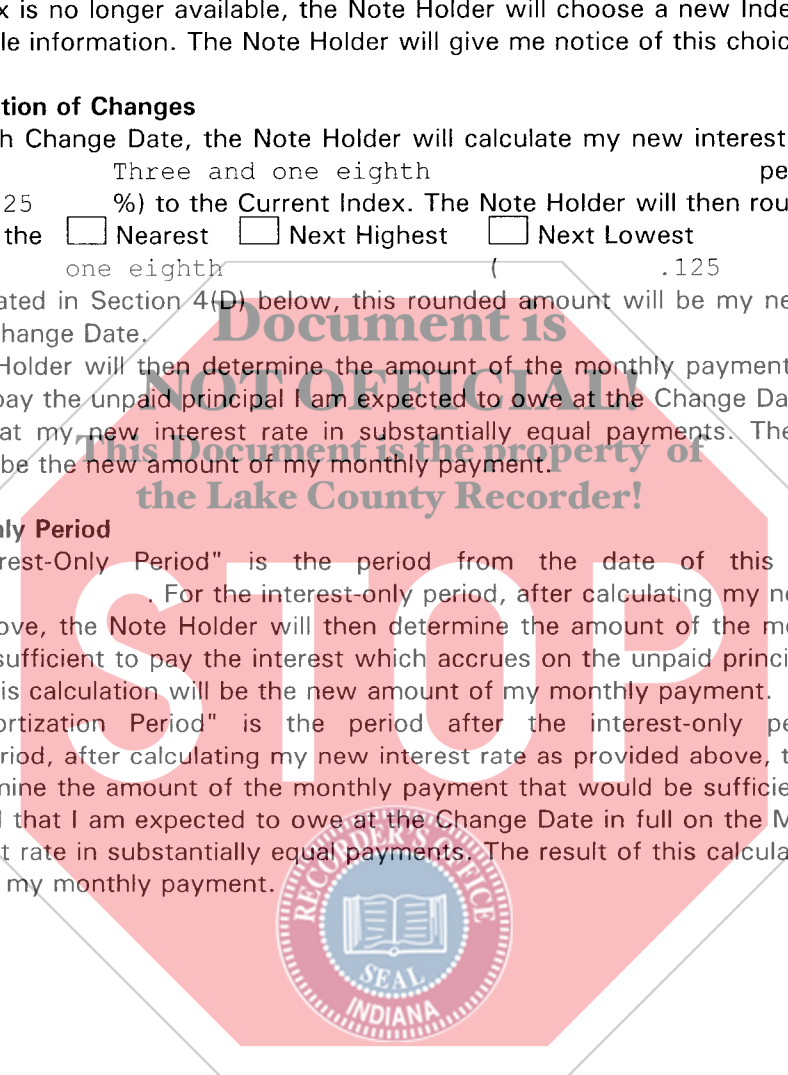 x is no longer available, the Note Holder will choose a new Inde
le information. The Note Holder will give me notice of this choic
tion of Changes
h Change Date, the Note Holder will calculate my new interest
Three and one eighth pe
25 %) to the Current Index. The Note Holder will then rou
the Nearest Next Highest Next Lowest
one eighth ( .125
ated in Section 4(D) below, this rounded amount will be my ne
hange Date.
Document is
Holder will then determine the amount of the monthly payment
NOT OFFICIAL!
pay the unpaid principal I am expected to owe at the Change Da
at my new interest rate in substantially equal payments. The
This Document is the property of
be the new amount of my monthly payment.
the Lake County Recorder!
ly Period
rest-Only Period" is the period from the date of this
. For the interest-only period, after calculating my ne
ove, the Note Holder will then determine the amount of the mo
sufficient to pay the interest which accrues on the unpaid princi
is calculation will be the new amount of my monthly payment.
ortization Period" is the period after the interest-only pe
riod, after calculating my new interest rate as provided above, t
nine the amount of the monthly payment that would be sufficie
l that I am expected to owe at the Change Date in full on the M
t rate in substantially equal payments. The result of this calcula
my monthly payment.
STOP
RECORDER'S OFFICE
SEAL
INDIANA